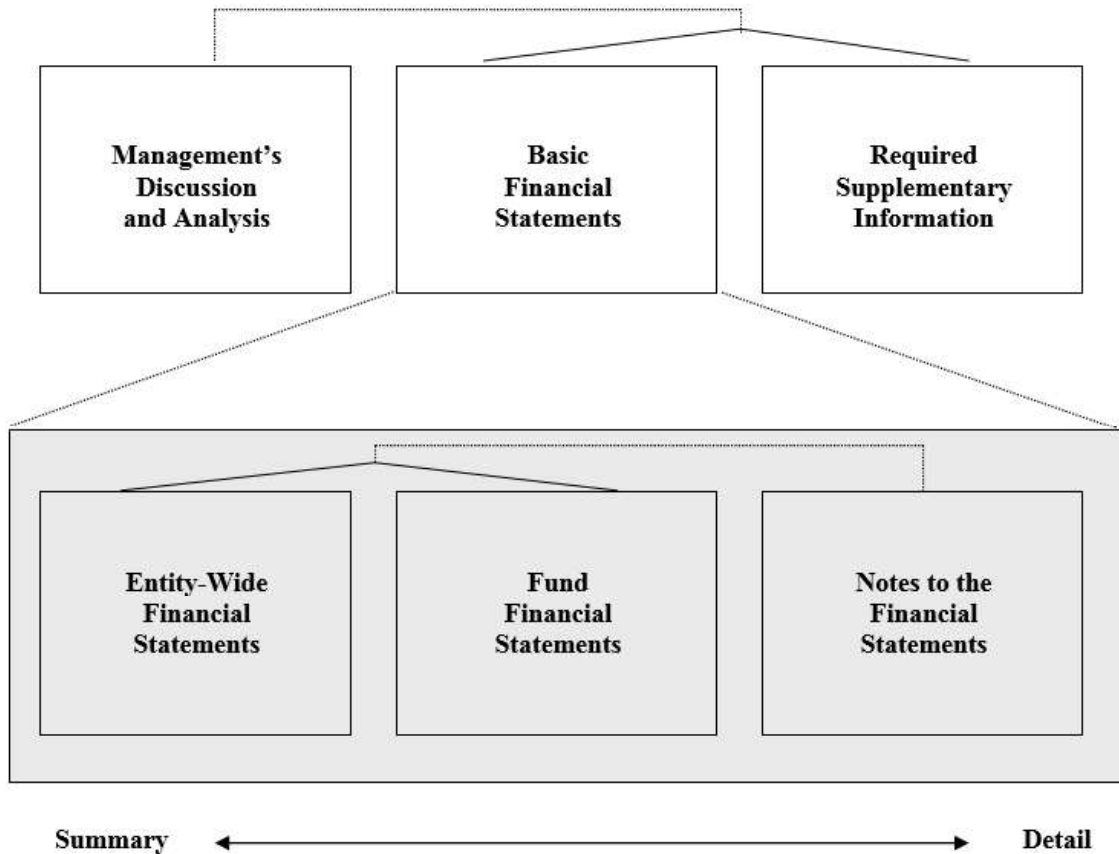 Management’s
Discussion
and Analysis
Basic
Financial
Statements
Required
Supplementary
Information
Entity-Wide
Financial
Statements
Fund
Financial
Statements
Notes to the
Financial
Statements
Summary
Detail